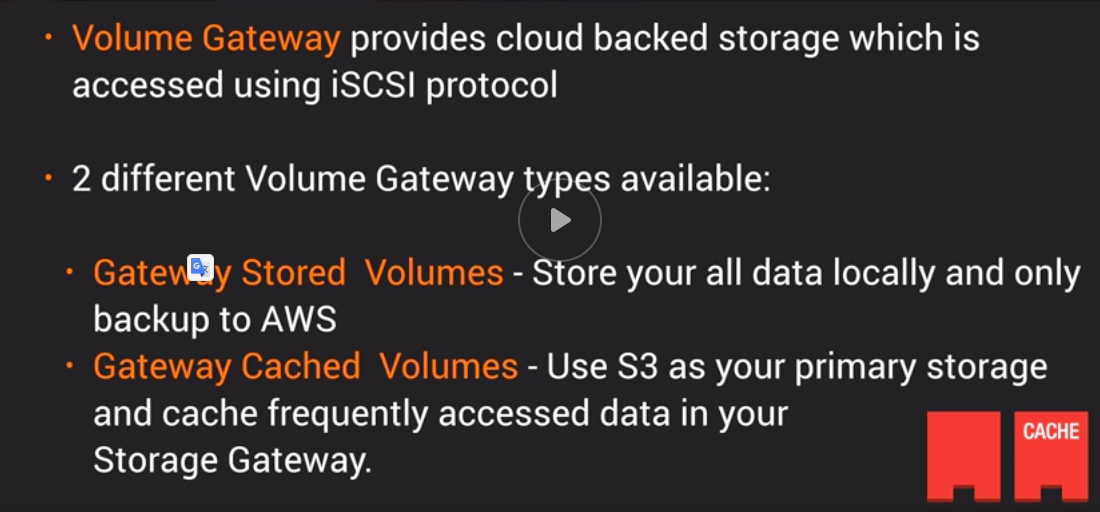 • Volume Gateway provides cloud backed storage which is
accessed using iSCSI protocol
• 2 different Volume Gateway types available:
• Gateway Stored Volumes - Store your all data locally and only
backup to AWS
• Gateway Cached Volumes - Use S3 as your primary storage
and cache frequently accessed data in your
Storage Gateway.
CACHE